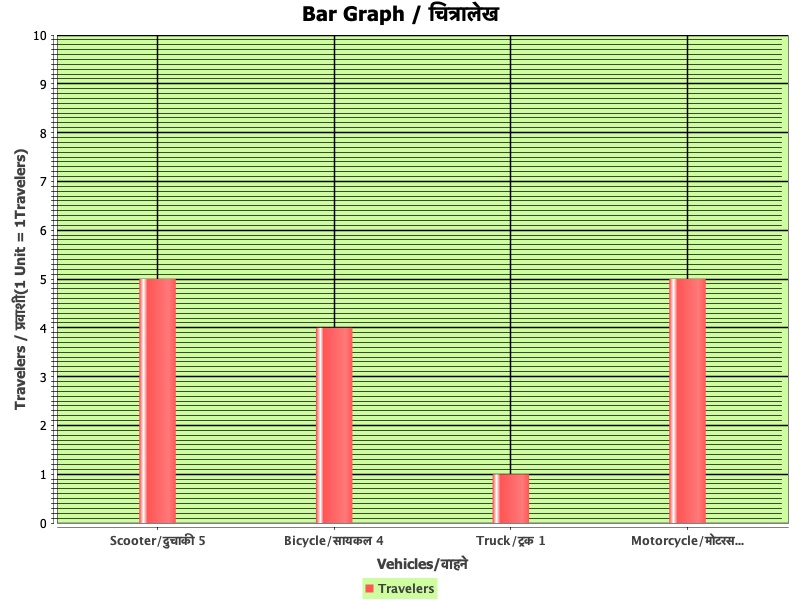 Bar Graph / चित्रालेख
Travelers / प्रवाशी(1 Unit = 1Travelers)
10
9
8
7
6
5
4
3
2
1
0
Scooter/दुचाकी 5 Bicycle/सायकल 4 Truck/ट्रक 1 Motorcycle/मोटरस...
Vehicles/वाहने
Travelers